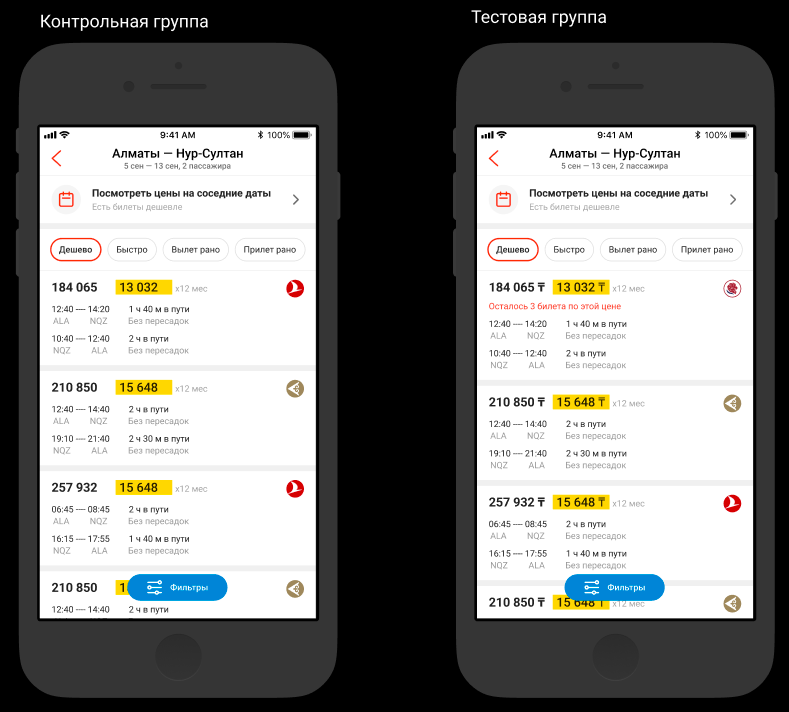 Контрольная группа
9:41 AM 100%
Алматы — Нур-Султан
5 сен — 13 сен, 2 пассажира
Посмотреть цены на соседние даты
Есть билеты дешевле
Дешево Быстро Вылет рано Прилет рано
184 065 13 032 x12 мес
12:40 — 14:20 1 ч 40 м в пути
ALA NQZ Без пересадок
10:40 — 12:40 2 ч в пути
NQZ ALA Без пересадок
210 850 15 648 x12 мес
12:40 — 14:40 2 ч в пути
ALA NQZ Без пересадок
19:10 — 21:40 2 ч 30 м в пути
NQZ ALA Без пересадок
257 932 15 648 x12 мес
06:45 — 08:45 2 ч в пути
ALA NQZ Без пересадок
16:15 — 17:55 1 ч 40 м в пути
NQZ ALA Без пересадок
210 850 1
Фильтры
12:40 — 14:40 2 ч в пути
Тестовая группа
9:41 AM 100%
Алматы — Нур-Султан
5 сен — 13 сен, 2 пассажира
Посмотреть цены на соседние даты
Есть билеты дешевле
Дешево Быстро Вылет рано Прилет рано
184 065 ₸ 13 032 ₸ x12 мес
Осталось 3 билета по этой цене
12:40 — 14:20 1 ч 40 м в пути
ALA NQZ Без пересадок
10:40 — 12:40 2 ч в пути
NQZ ALA Без пересадок
210 850 ₸ 15 648 ₸ x12 мес
12:40 — 14:40 2 ч в пути
ALA NQZ Без пересадок
19:10 — 21:40 2 ч 30 м в пути
NQZ ALA Без пересадок
257 932 ₸ 15 648 ₸ x12 мес
06:45 — 08:45 2 ч в пути
ALA NQZ Без пересадок
16:15 — 17:55 1 ч 40 м в пути
NQZ ALA Без пересадок
Фильтры
210 850 ₸ 15 648 ₸ x12 мес